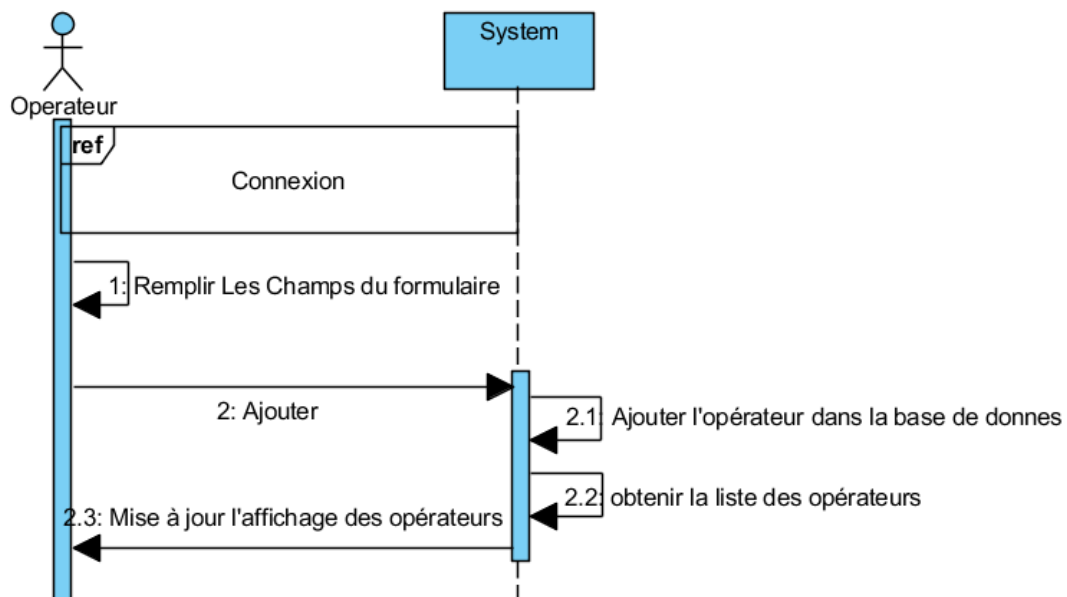 System
Operateur
ref
Connexion
1: Remplir Les Champs du formulaire
2: Ajouter
2.1: Ajouter l'opérateur dans la base de donnes
2.2: obtenir la liste des opérateurs
2.3: Mise à jour l'affichage des opérateurs